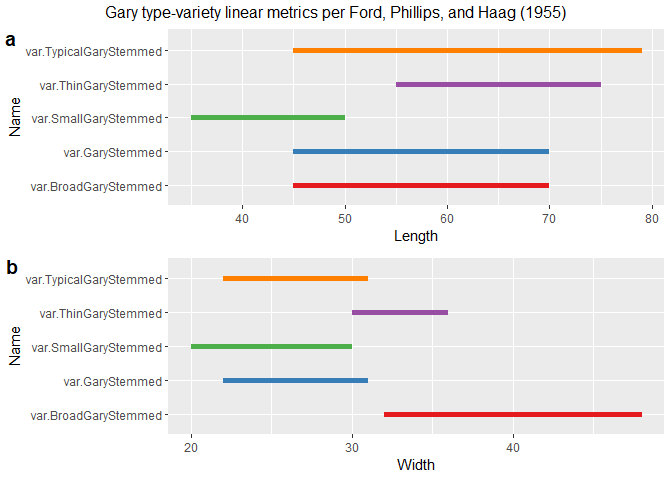 Gary type-variety linear metrics per Ford, Phillips, and Haag (1955)
a
Name
var.TypicalGaryStemmed
var.ThinGaryStemmed
var.SmallGaryStemmed
var.GaryStemmed
var.BroadGaryStemmed
40 50 60 70 80
Length
b
Name
var.TypicalGaryStemmed
var.ThinGaryStemmed
var.SmallGaryStemmed
var.GaryStemmed
var.BroadGaryStemmed
20 30 40
Width